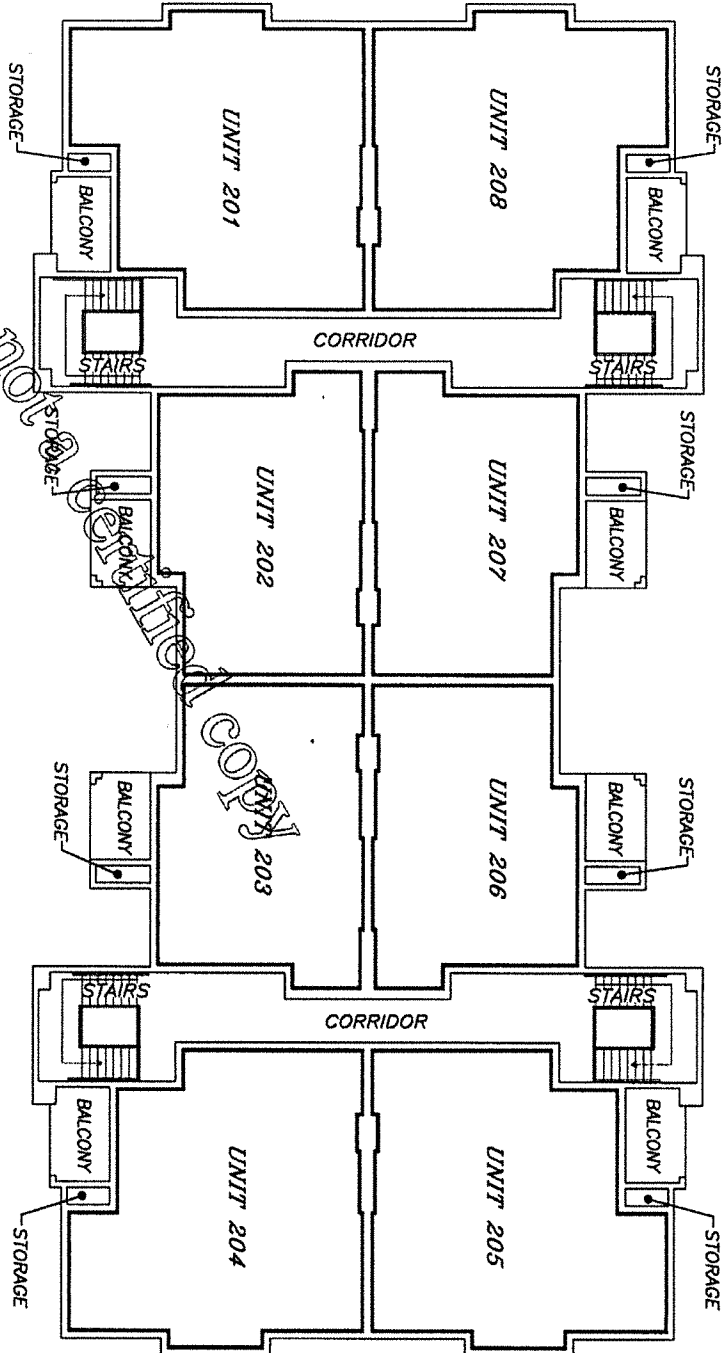 STORAGE
STORAGE
UNIT 201
UNIT 208
BALCONY
BALCONY
CORRIDOR
STAIRS
STAIRS
STORAGE
STORAGE
UNIT 202
UNIT 207
BALCONY
BALCONY
not a certified copy
STORAGE
STORAGE
BALCONY
BALCONY
UNIT 203
UNIT 206
STAIRS
STAIRS
CORRIDOR
BALCONY
BALCONY
UNIT 204
UNIT 205
STORAGE
STORAGE